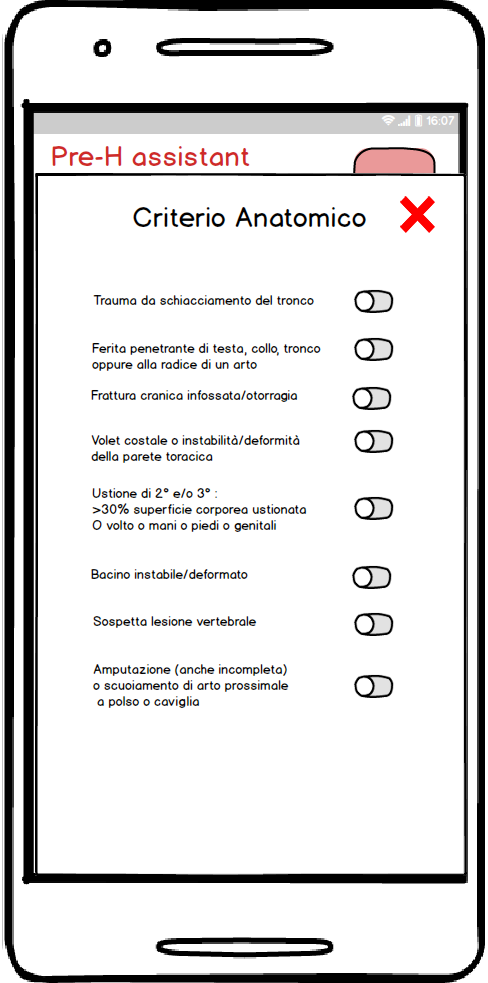 16:07
Pre-H assistant
Criterio Anatomico
Trauma da schiacciamento del tronco
Ferita penetrante di testa, collo, tronco
oppure alla radice di un arto
Frattura cranica infossata/otorragia
Volet costale o instabilità/deformità
della parete toracica
Ustione di 2° e/o 3° :
>30% superficie corporea ustionata
O volto o mani o piedi o genitali
Bacino instabile/deformato
Sospetta lesione vertebrale
Amputazione (anche incompleta)
o scuoiamento di arto prossimale
a polso o caviglia